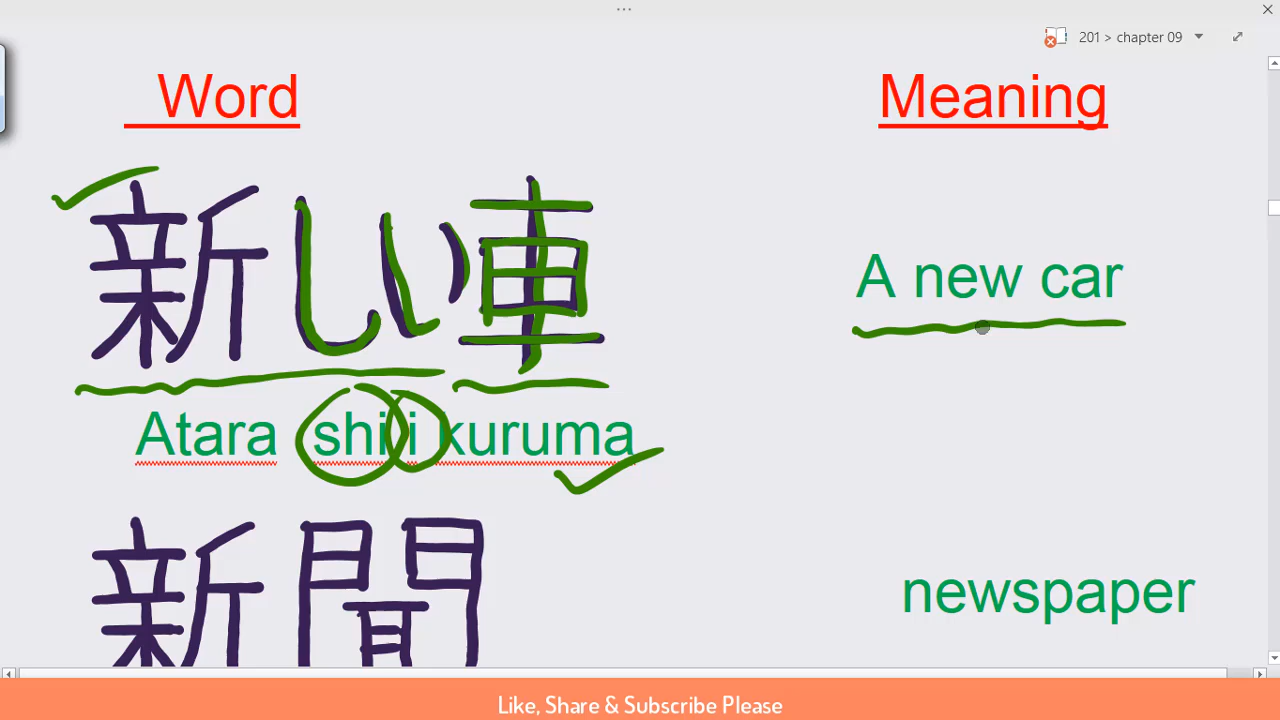 201 > chapter 09
Word
Meaning
新しい車
A new car
Atara shi i kuruma
新聞
newspaper
Like, Share & Subscribe Please